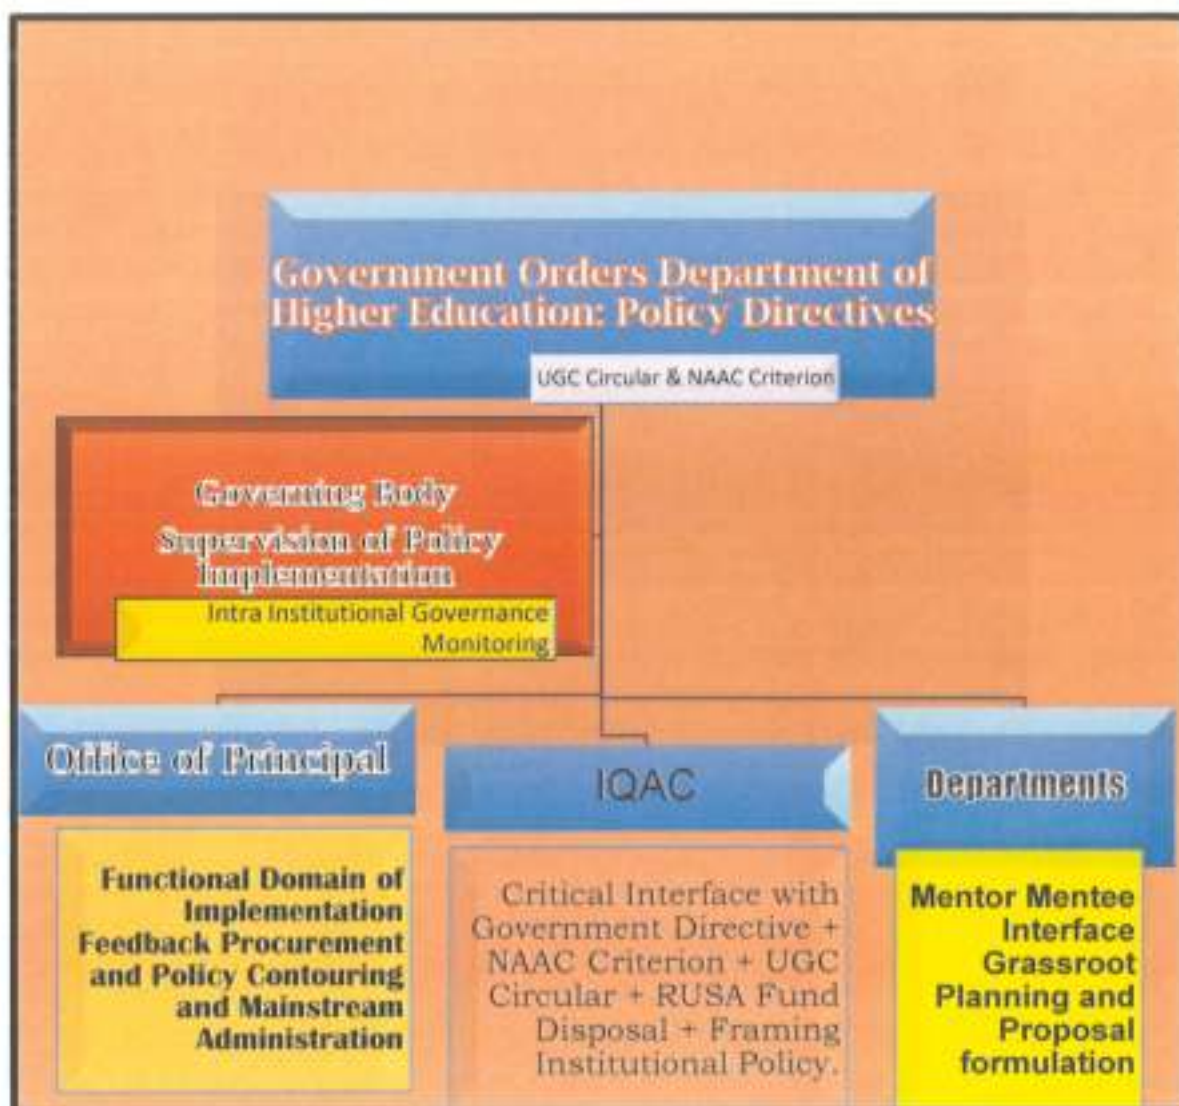 Government Orders Department of
Higher Education: Policy Directives
UGC Circular & NAAC Criterion
Governing Body
Supervision of Policy
Implementation
Intra Institutional Governance
Monitoring
Office of Principal
Functional Domain of
Implementation
Feedback Procurement
and Policy Contouring
and Mainstream
Administration
IQAC
Critical Interface with
Government Directive +
NAAC Criterion + UGC
Circular + RUSA Fund
Disposal + Framing
Institutional Policy.
Departments
Mentor Mentee
Interface
Grassroot
Planning and
Proposal
formulation